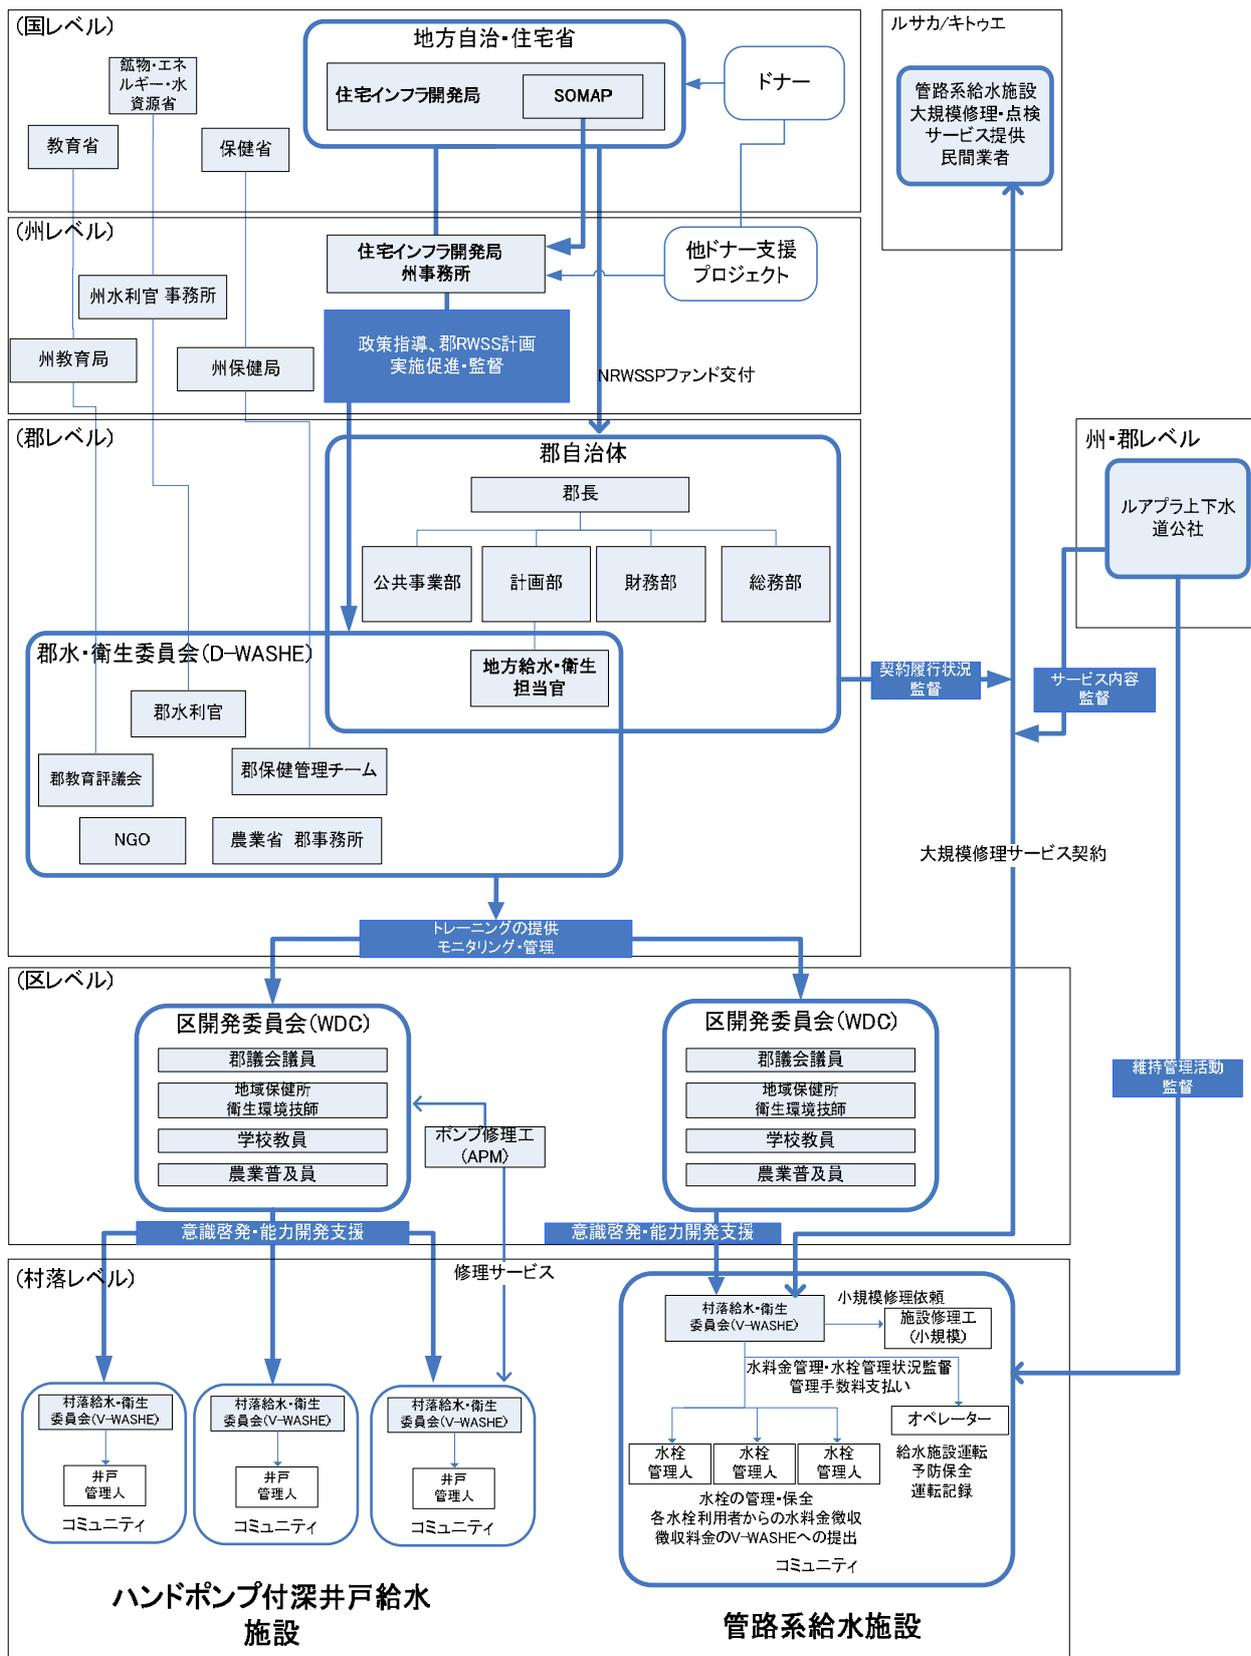 (国レベル)
地方自治・住宅省
住宅インフラ開発局
SOMAP
ドナー
鉱物・エネ
ルギー・水
資源省
教育省
保健省
ルサカ/キトゥエ
管路系給水施設
大規模修理・点検
サービス提供
民間業者
(州レベル)
住宅インフラ開発局
州事務所
他ドナー支援
プロジェクト
州水利官 事務所
州教育局
州保健局
政策指導、郡RWSS計画
実施促進・監督
NRWSSPファンド交付
(郡レベル)
郡自治体
郡長
公共事業部
計画部
財務部
総務部
州・郡レベル
ルアプラ上下水
道公社
郡水・衛生委員会(D-WASHE)
地方給水・衛生
担当官
郡水利官
郡教育評議会
郡保健管理チーム
NGO
農業省 郡事務所
契約履行状況
監督
サービス内容
監督
大規模修理サービス契約
トレーニングの提供
モニタリング・管理
(区レベル)
区開発委員会(WDC)
郡議会議員
地域保健所
衛生環境技師
学校教員
農業普及員
ポンプ修理工
(APM)
区開発委員会(WDC)
郡議会議員
地域保健所
衛生環境技師
学校教員
農業普及員
維持管理活動
監督
意識啓発・能力開発支援
意識啓発・能力開発支援
(村落レベル)
修理サービス
村落給水・衛生
委員会(V-WASHE)
井戸
管理人
コミュニティ
村落給水・衛生
委員会(V-WASHE)
井戸
管理人
コミュニティ
村落給水・衛生
委員会(V-WASHE)
井戸
管理人
コミュニティ
村落給水・衛生
委員会(V-WASHE)
小規模修理依頼
施設修理工
(小規模)
水料金管理・水栓管理状況監督
管理手数料支払い
オペレーター
給水施設運転
予防保全
運転記録
水栓
管理人
水栓
管理人
水栓
管理人
水栓の管理・保全
各水栓利用者からの水料金徴収
徴収料金のV-WASHEへの提出
コミュニティ
ハンドポンプ付深井戸給水
施設
管路系給水施設